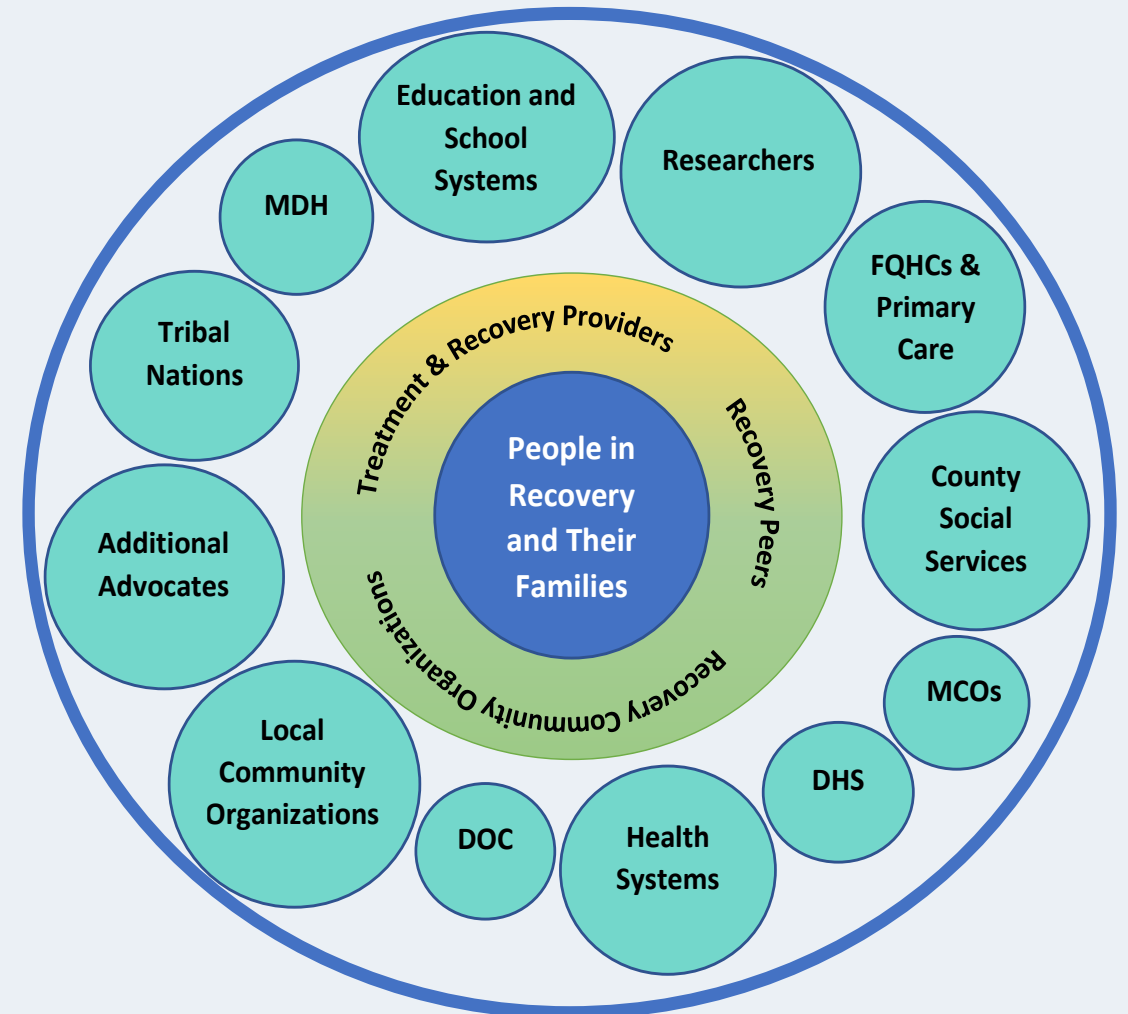 Education and
School
Systems
Researchers
MDH
FQHCs &
Primary
Care
Tribal
Nations
Treatment & Recovery Providers
Recovery Peers
Recovery Community Organizations
People in
Recovery
and Their
Families
County
Social
Services
Additional
Advocates
MCOs
Local
Community
Organizations
DHS
DOC
Health
Systems